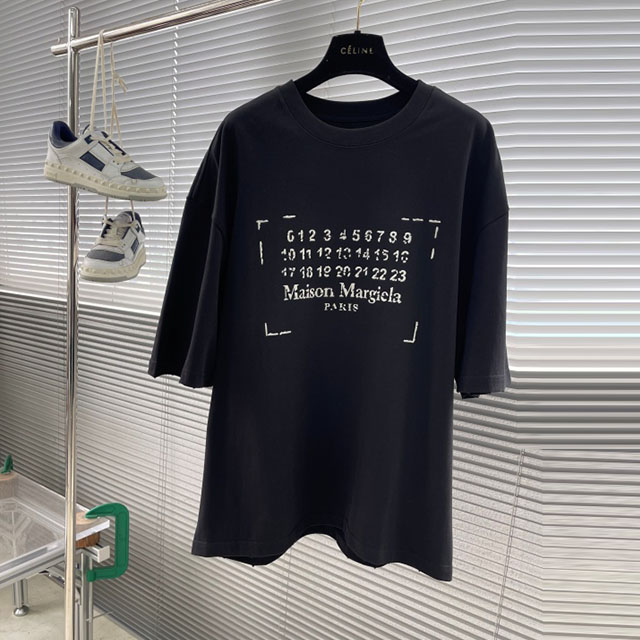 CÉLINE
0 1 2 3 4 5 6 7 8 9
10 11 12 13 14 15 16
17 18 19 20 21 22 23
Maison Margiela
PARIS